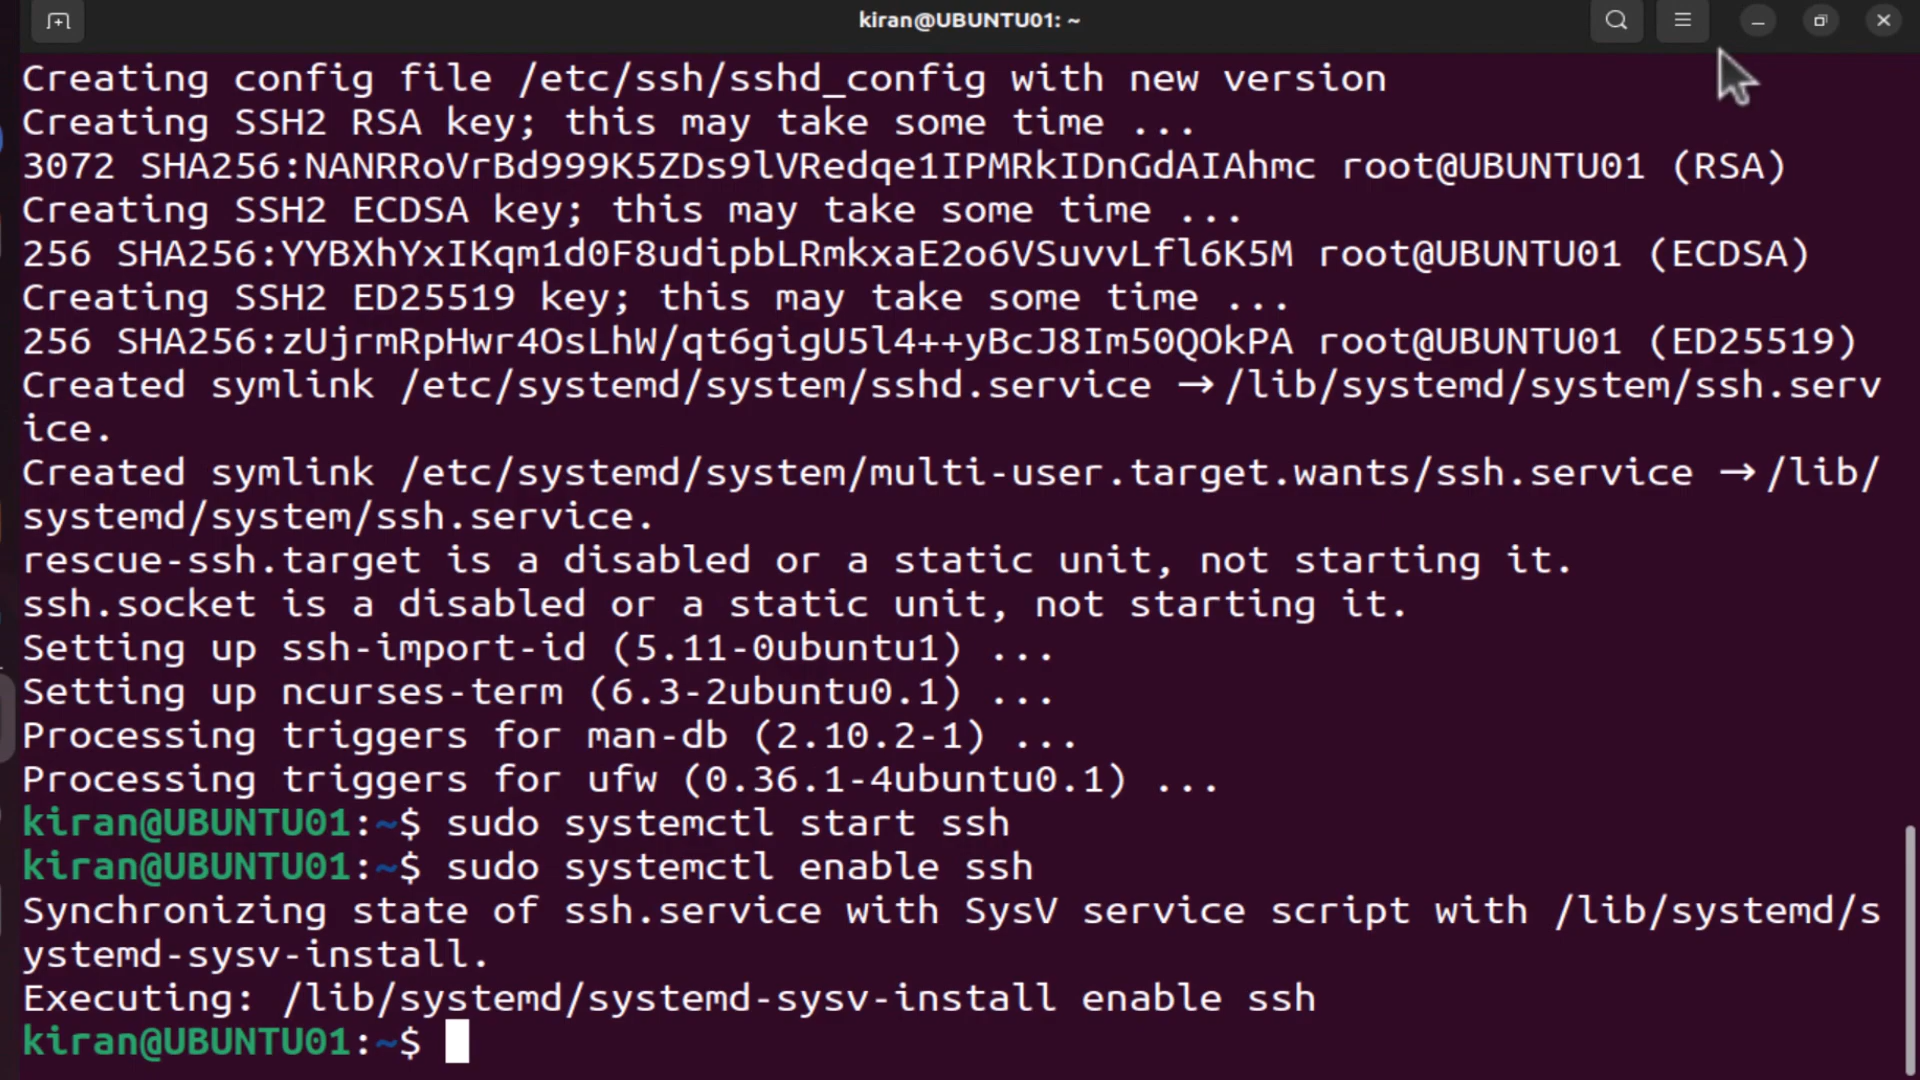 kiran@UBUNTU01: ~
Creating config file /etc/ssh/sshd_config with new version
Creating SSH2 RSA key; this may take some time ...
3072 SHA256:NANRRoVrBd999K5ZDs9lVRedqe1IPMRkIDnGdAIAhmc root@UBUNTU01 (RSA)
Creating SSH2 ECDSA key; this may take some time ...
256 SHA256:YYBXhYxIKqm1d0F8udipbLRmkxaE2o6VSuvvLfl6K5M root@UBUNTU01 (ECDSA)
Creating SSH2 ED25519 key; this may take some time ...
256 SHA256:zUjrmRpHwr4OsLhW/qt6gigU5l4++yBcJ8Im50QOkPA root@UBUNTU01 (ED25519)
Created symlink /etc/systemd/system/sshd.service → /lib/systemd/system/ssh.serv
ice.
Created symlink /etc/systemd/system/multi-user.target.wants/ssh.service → /lib/
systemd/system/ssh.service.
rescue-ssh.target is a disabled or a static unit, not starting it.
ssh.socket is a disabled or a static unit, not starting it.
Setting up ssh-import-id (5.11-0ubuntu1) ...
Setting up ncurses-term (6.3-2ubuntu0.1) ...
Processing triggers for man-db (2.10.2-1) ...
Processing triggers for ufw (0.36.1-4ubuntu0.1) ...
kiran@UBUNTU01:~$ sudo systemctl start ssh
kiran@UBUNTU01:~$ sudo systemctl enable ssh
Synchronizing state of ssh.service with SysV service script with /lib/systemd/s
ystemd-sysv-install.
Executing: /lib/systemd/systemd-sysv-install enable ssh
kiran@UBUNTU01:~$